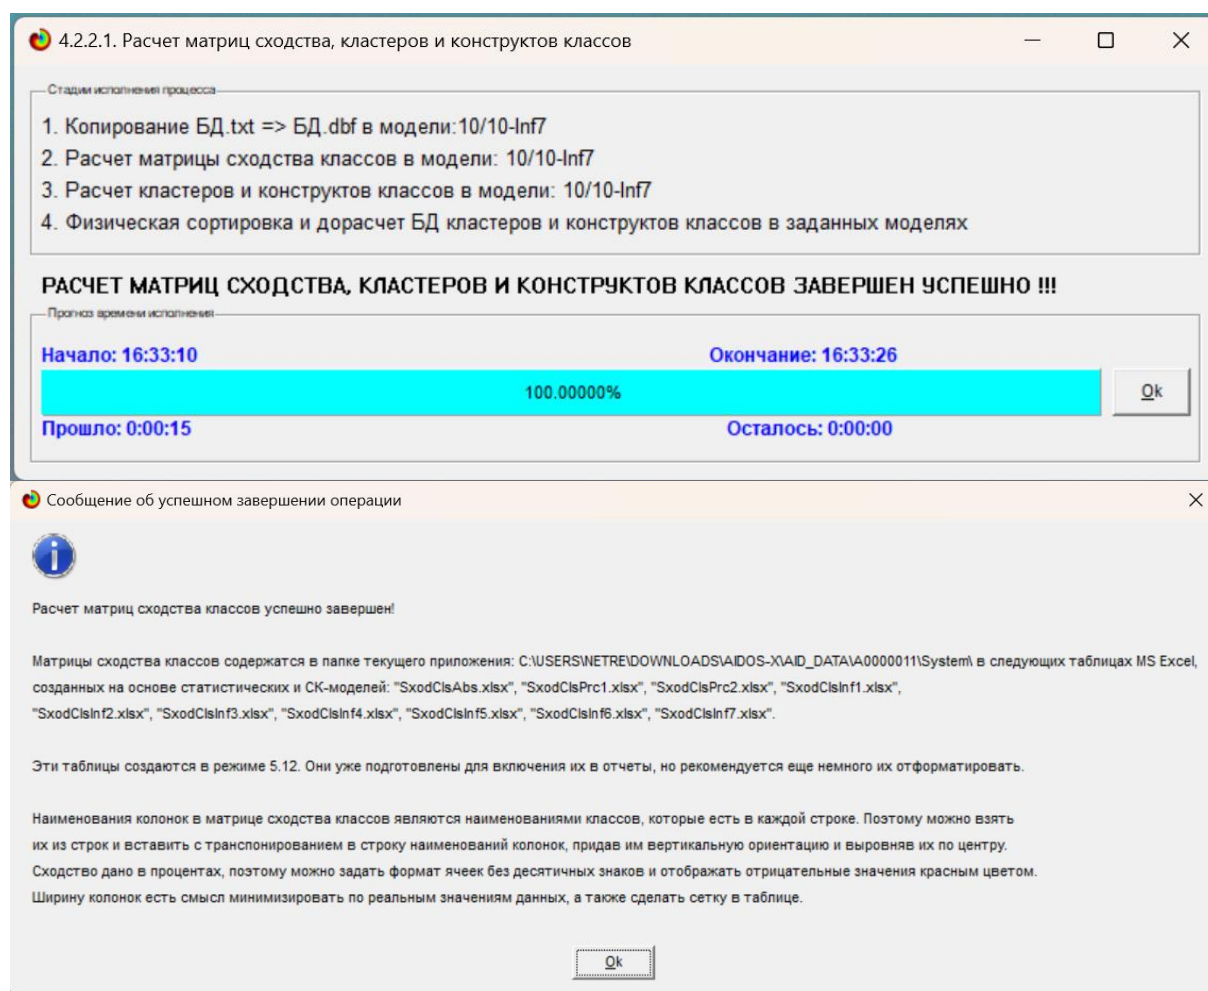 4.2.2.1. Расчет матриц сходства, кластеров и конструктов классов
Стадии исполнения процесса
1. Копирование БД.txt => БД.dbf в модели:10/10-Inf7
2. Расчет матрицы сходства классов в модели: 10/10-Inf7
3. Расчет кластеров и конструктов классов в модели: 10/10-Inf7
4. Физическая сортировка и дорасчет БД кластеров и конструктов классов в заданных моделях
РАСЧЕТ МАТРИЦ СХОДСТВА, КЛАСТЕРОВ И КОНСТРУКТОВ КЛАССОВ ЗАВЕРШЕН УСПЕШНО !!!
Прогноз времени исполнения
Начало: 16:33:10 Окончание: 16:33:26
100.00000% Ok
Прошло: 0:00:15 Осталось: 0:00:00
Сообщение об успешном завершении операции
Расчет матриц сходства классов успешно завершен!
Матрицы сходства классов содержатся в папке текущего приложения: C:\USERS\NETRE\DOWNLOADS\AIDOS-X\AID_DATA\A0000011\System\ в следующих таблицах MS Excel,
созданных на основе статистических и СК-моделей: "SxodClsAbs.xlsx", "SxodClsPrc1.xlsx", "SxodClsPrc2.xlsx", "SxodClsInf1.xlsx",
"SxodClsInf2.xlsx", "SxodClsInf3.xlsx", "SxodClsInf4.xlsx", "SxodClsInf5.xlsx", "SxodClsInf6.xlsx", "SxodClsInf7.xlsx".
Эти таблицы создаются в режиме 5.12. Они уже подготовлены для включения их в отчеты, но рекомендуется еще немного их отформатировать.
Наименования колонок в матрице сходства классов являются наименованиями классов, которые есть в каждой строке. Поэтому можно взять
их из строк и вставить с транспонированием в строку наименований колонок, придав им вертикальную ориентацию и выровняв их по центру.
Сходство дано в процентах, поэтому можно задать формат ячеек без десятичных знаков и отображать отрицательные значения красным цветом.
Ширину колонок есть смысл минимизировать по реальным значениям данных, а также сделать сетку в таблице.
Ok